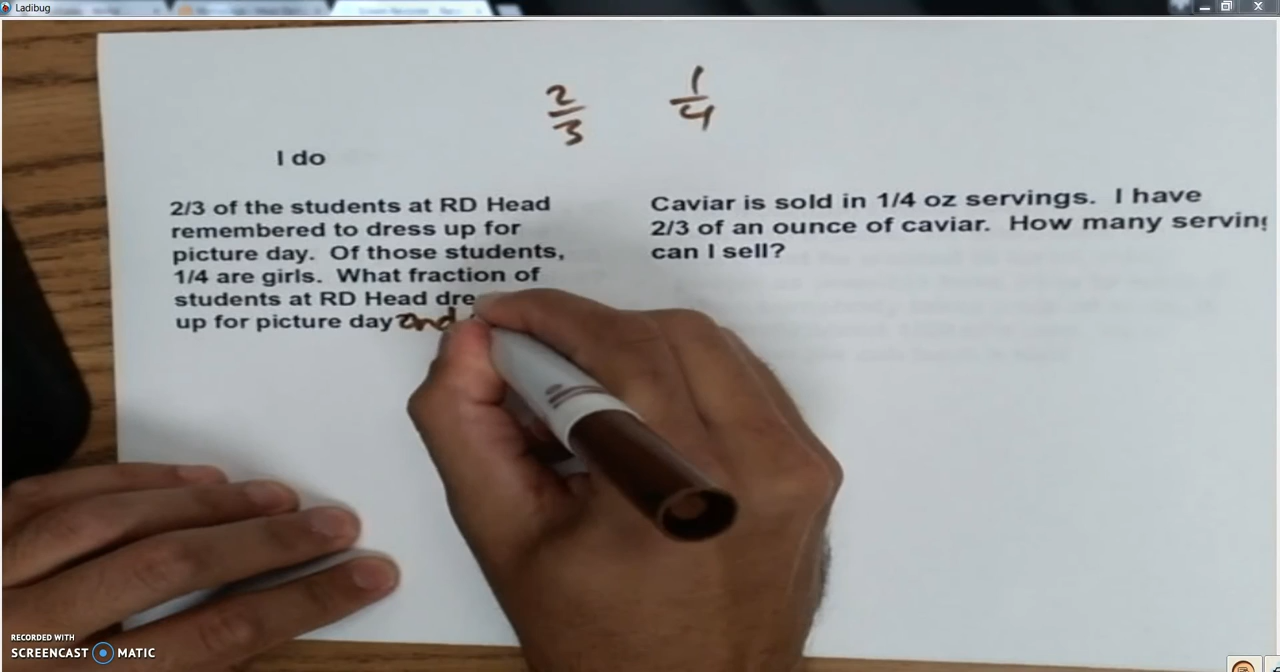 Ladibug
2/3 1/4
I do
2/3 of the students at RD Head
remembered to dress up for
picture day. Of those students,
1/4 are girls. What fraction of
students at RD Head dre
up for picture day and
Caviar is sold in 1/4 oz servings. I have
2/3 of an ounce of caviar. How many serving
can I sell?
RECORDED WITH
SCREENCAST MATIC